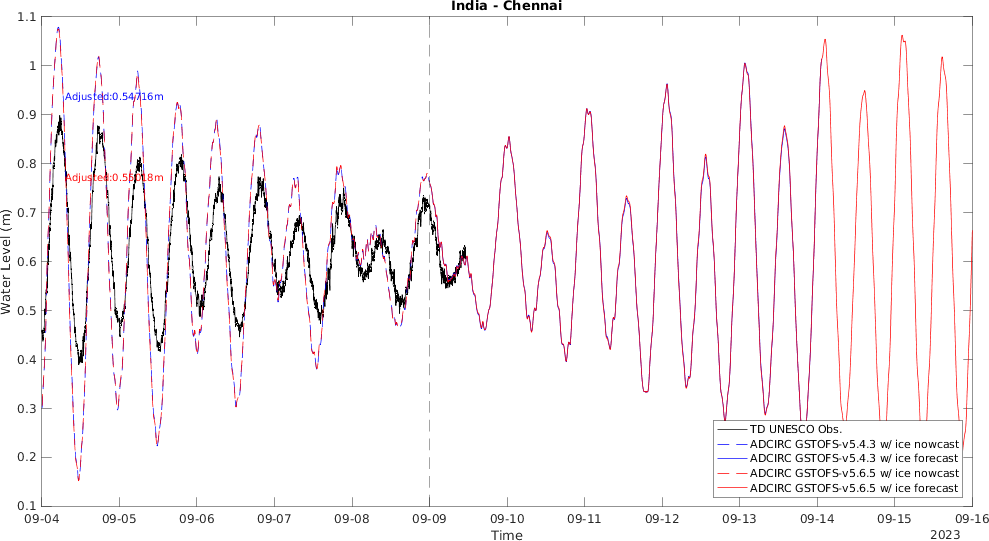 India - Chennai
1.1
1
0.9
0.8
0.7
0.6
0.5
0.4
0.3
0.2
0.1
Water Level (m)
Adjusted:0.54716m
Adjusted:0.55018m
TD UNESCO Obs.
ADCIRC GSTOFS-v5.4.3 w/ ice nowcast
ADCIRC GSTOFS-v5.4.3 w/ ice forecast
ADCIRC GSTOFS-v5.6.5 w/ ice nowcast
ADCIRC GSTOFS-v5.6.5 w/ ice forecast
09-04 09-05 09-06 09-07 09-08 09-09 09-10 09-11 09-12 09-13 09-14 09-15 09-16
Time
2023